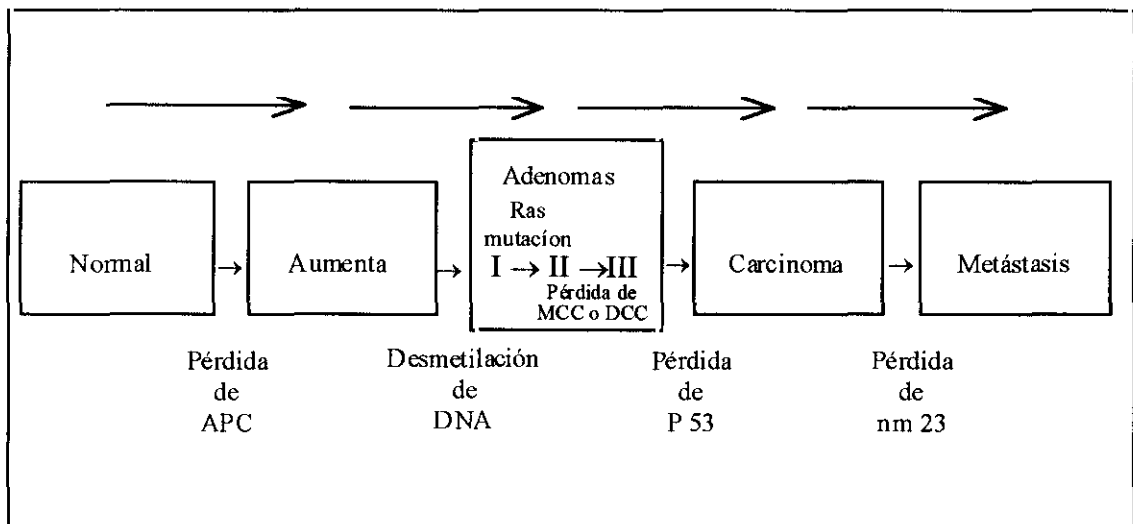 Normal
Aumenta
Adenomas
Ras
mutacíon
I → II → III
Pérdida de
MCC o DCC
Carcinoma
Metástasis
Pérdida
de
APC
Desmetilación
de
DNA
Pérdida
de
P 53
Pérdida
de
nm 23